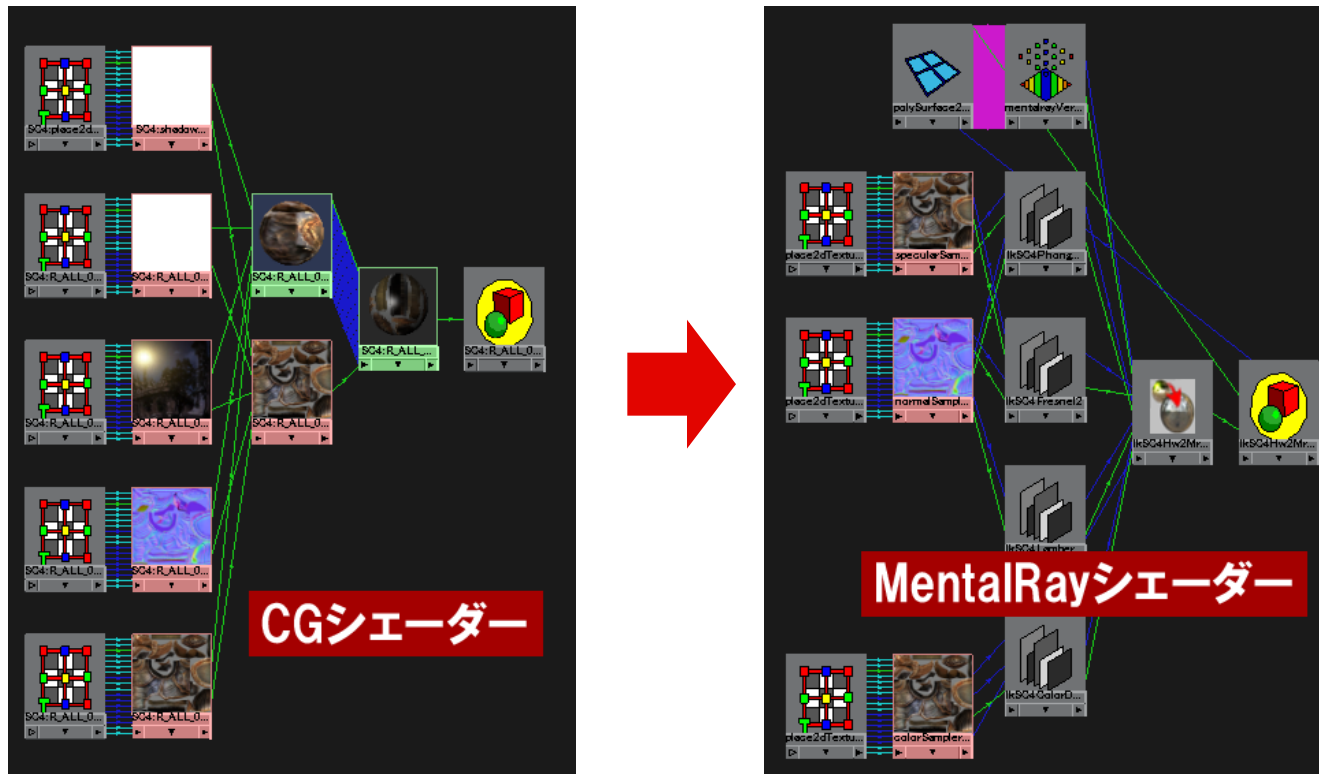 SC4:place2d...
SC4:shadow...
SC4:R_ALL_0...
SC4:R_ALL_0...
SC4:R_ALL_0...
SC4:R_ALL_...
SC4:R_ALL_0...
SC4:R_ALL_0...
SC4:R_ALL_0...
SC4:R_ALL_0...
SC4:R_ALL_0...
SC4:R_ALL_0...
CGシェーダー
SC4:R_ALL_0...
SC4:R_ALL_0...
polySurface2...
mentalrayVer...
place2dTextu...
specularSam...
lkSC4Phong...
place2dTextu...
normalSampl...
lkSC4Fresnel2
lkSC4Hw2Mr...
lkSC4Hw2Mr...
lkSC4Lamber...
MentalRayシェーダー
lkSC4ColorD...
place2dTextu...
colorSampler...